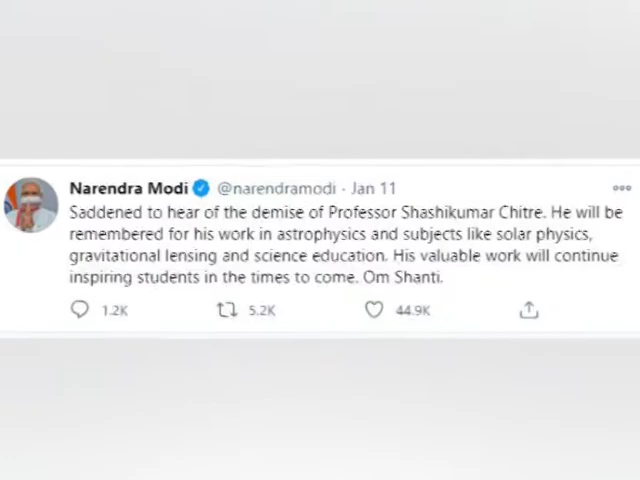 Narendra Modi @narendramodi · Jan 11
Saddened to hear of the demise of Professor Shashikumar Chitre. He will be
remembered for his work in astrophysics and subjects like solar physics,
gravitational lensing and science education. His valuable work will continue
inspiring students in the times to come. Om Shanti.
1.2K 5.2K 44.9K